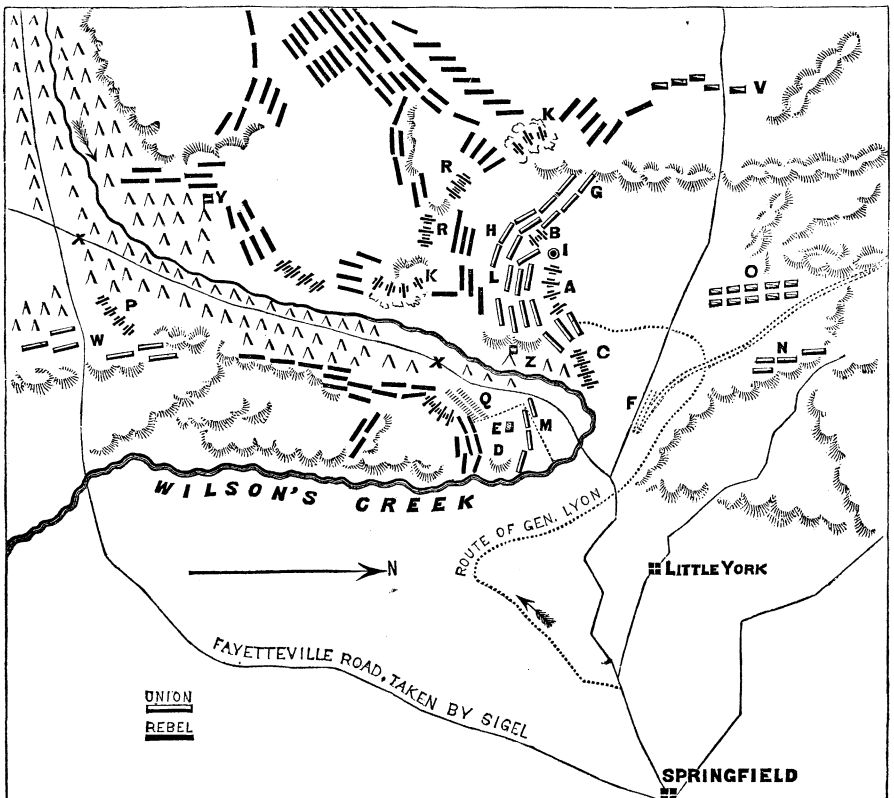 K
V
R
G
Y
R
H
B
I
K
L
A
O
P
W
Z
C
N
X
X
Q
F
E
M
D
WILSON'S CREEK
ROUTE OF GEN. LYON
N
LITTLE YORK
FAYETTEVILLE ROAD, TAKEN BY SIGEL
UNION
REBEL
SPRINGFIELD